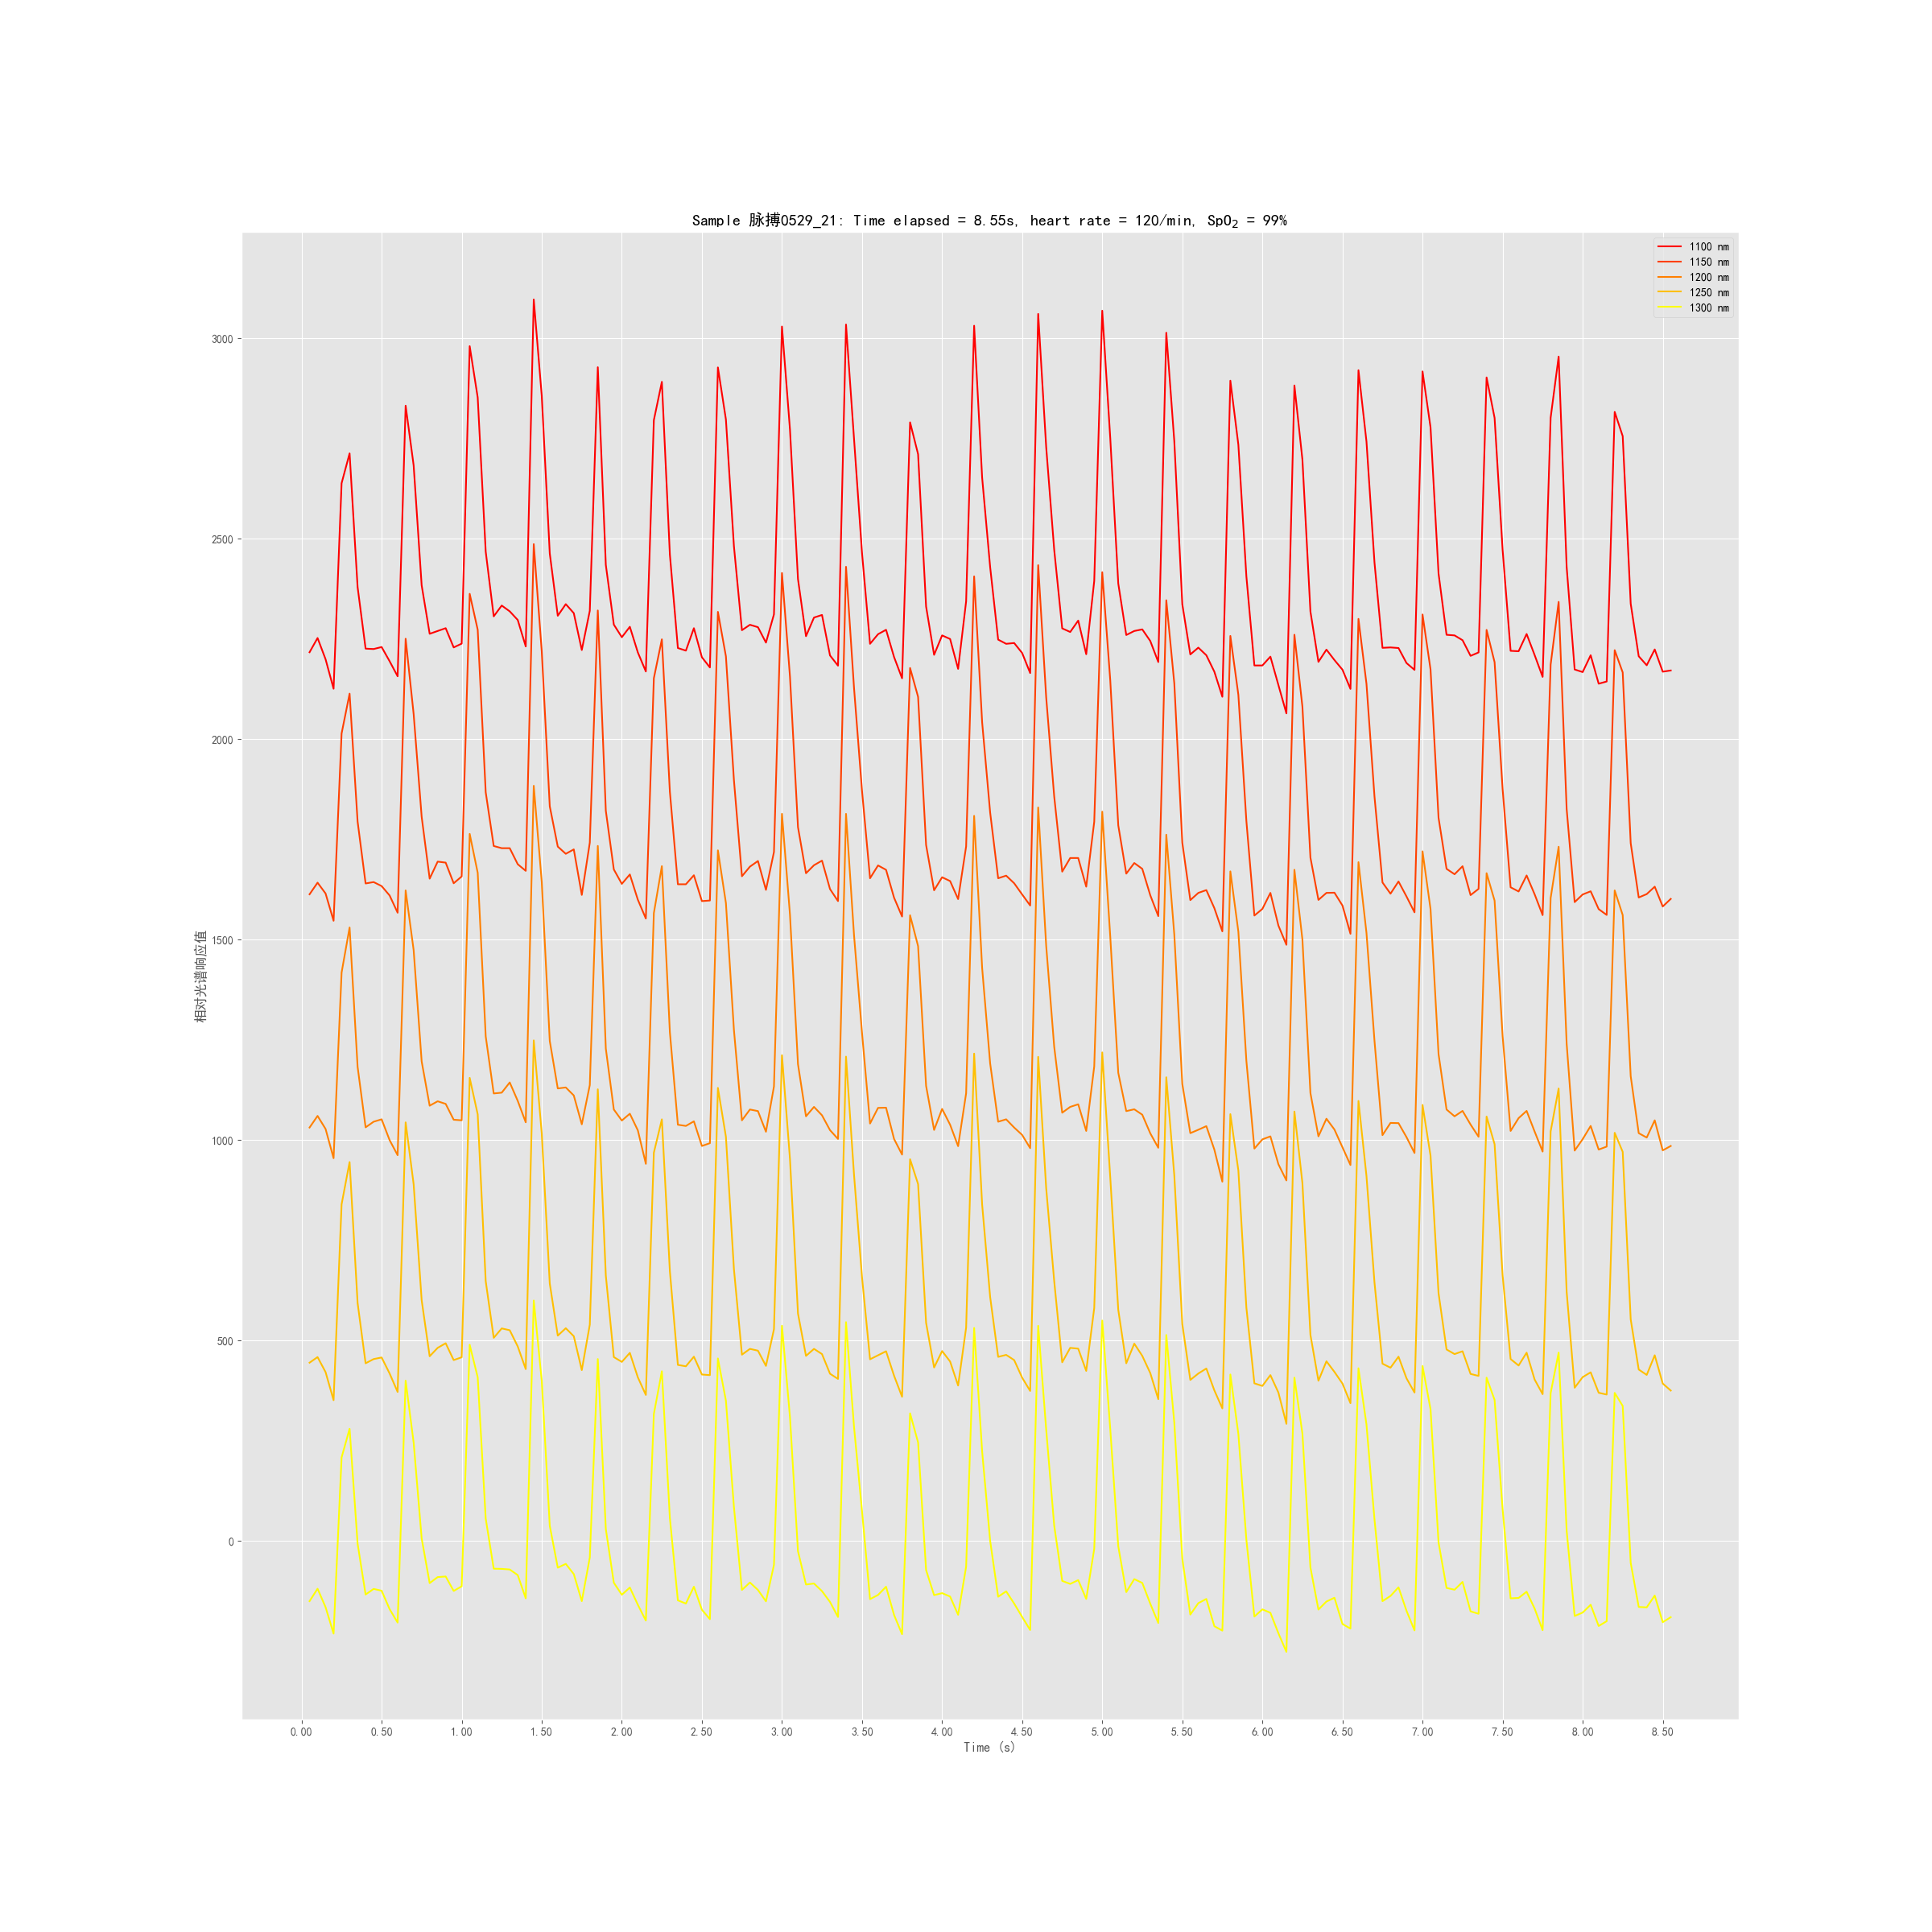 Sample 脉搏0529_21: Time elapsed = 8.55s, heart rate = 120/min, SpO₂ = 99%
1100 nm
1150 nm
1200 nm
1250 nm
1300 nm
3000
2500
2000
1500
1000
500
0
相对光谱响应值
0.00 0.50 1.00 1.50 2.00 2.50 3.00 3.50 4.00 4.50 5.00 5.50 6.00 6.50 7.00 7.50 8.00 8.50
Time (s)